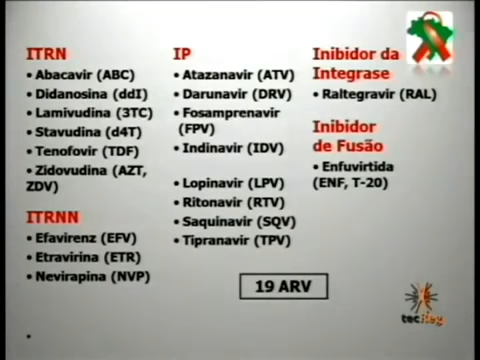 ITRN
• Abacavir (ABC)
• Didanosina (ddI)
• Lamivudina (3TC)
• Stavudina (d4T)
• Tenofovir (TDF)
• Zidovudina (AZT,
ZDV)
ITRNN
• Efavirenz (EFV)
• Etravirina (ETR)
• Nevirapina (NVP)
IP
• Atazanavir (ATV)
• Darunavir (DRV)
• Fosamprenavir
(FPV)
• Indinavir (IDV)
• Lopinavir (LPV)
• Ritonavir (RTV)
• Saquinavir (SQV)
• Tipranavir (TPV)
Inibidor da
Integrase
• Raltegravir (RAL)
Inibidor
de Fusão
• Enfuvirtida
(ENF, T-20)
19 ARV